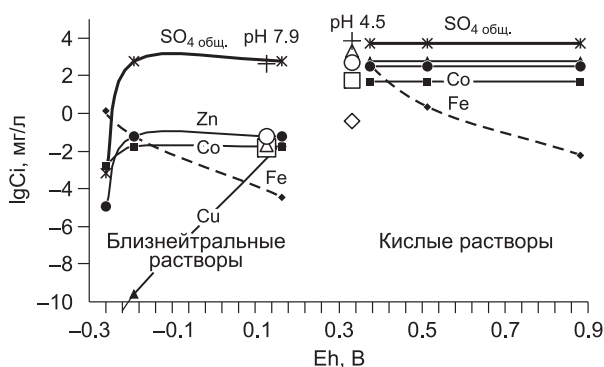 SO4 общ.
pH 7.9
pH 4.5
SO4 общ.
4
2
0
–2
–4
–6
–8
–10
lgCi, мг/л
Zn
Co
Fe
Cu
Co
Fe
Близнейтральные
растворы
Кислые растворы
–0.3
–0.1
0.1
0.3
0.5
0.7
0.9
Eh, В